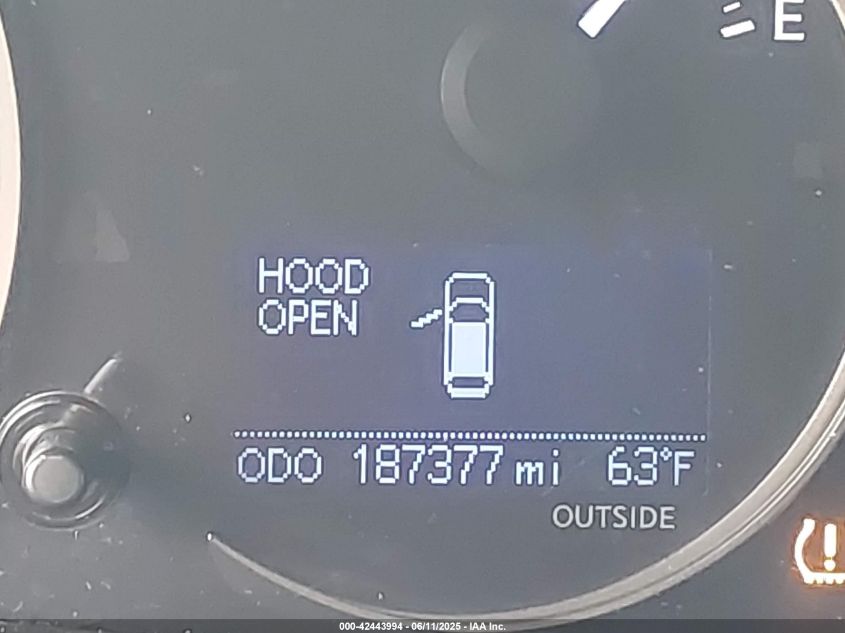 E
HOOD
OPEN
ODO 187377 mi 63°F
OUTSIDE
000-42443994 - 06/11/2025 - IAA Inc.